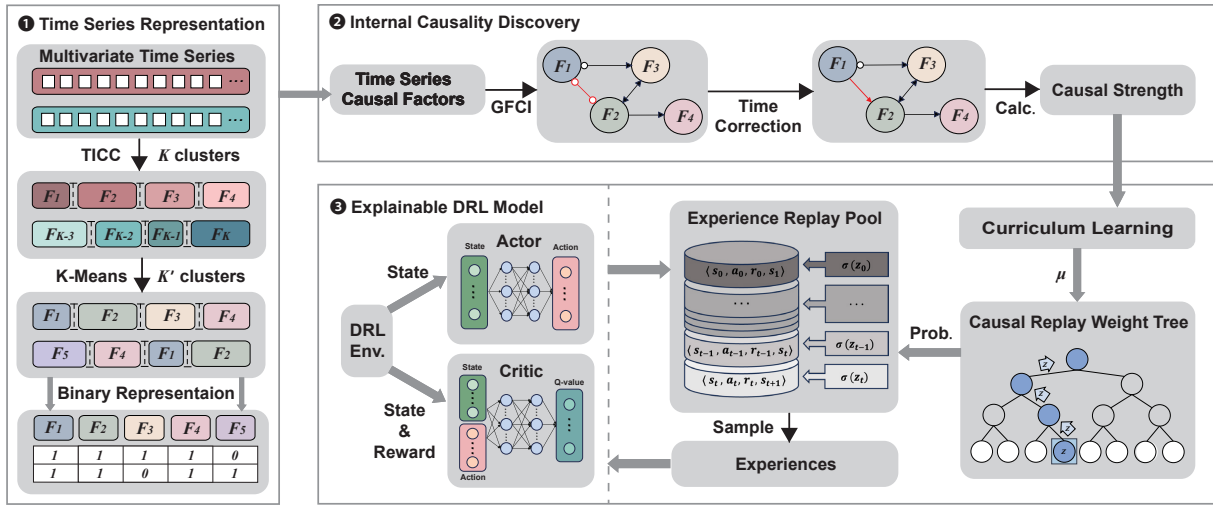 ❶ Time Series Representation
Multivariate Time Series
...
...
TICC
K clusters
F1 F2 F3 F4
FK-3 FK-2 FK-1 FK
K-Means
K' clusters
F1 F2 F3 F4
F5 F4 F1 F2
Binary Representaion
F1 F2 F3 F4 F5
1 1 1 1 0
1 1 0 1 1
❷ Internal Causality Discovery
Time Series
Causal Factors
GFCI
F1 F3
F2 F4
Time
Correction
F1 F3
F2 F4
Calc.
Causal Strength
❸ Explainable DRL Model
DRL
Env.
State
State
&
Reward
Actor
State
Action
Critic
State
Action
Q-value
Experience Replay Pool
⟨ s0 , a0 , r0 , s1 ⟩ σ (z0)
... ...
⟨ st−1 , at−1 , rt−1 , st ⟩ σ (zt−1)
⟨ st , at , rt , st+1 ⟩ σ (zt)
Sample
Experiences
Prob.
Curriculum Learning
μ
Causal Replay Weight Tree
z
z
z
z